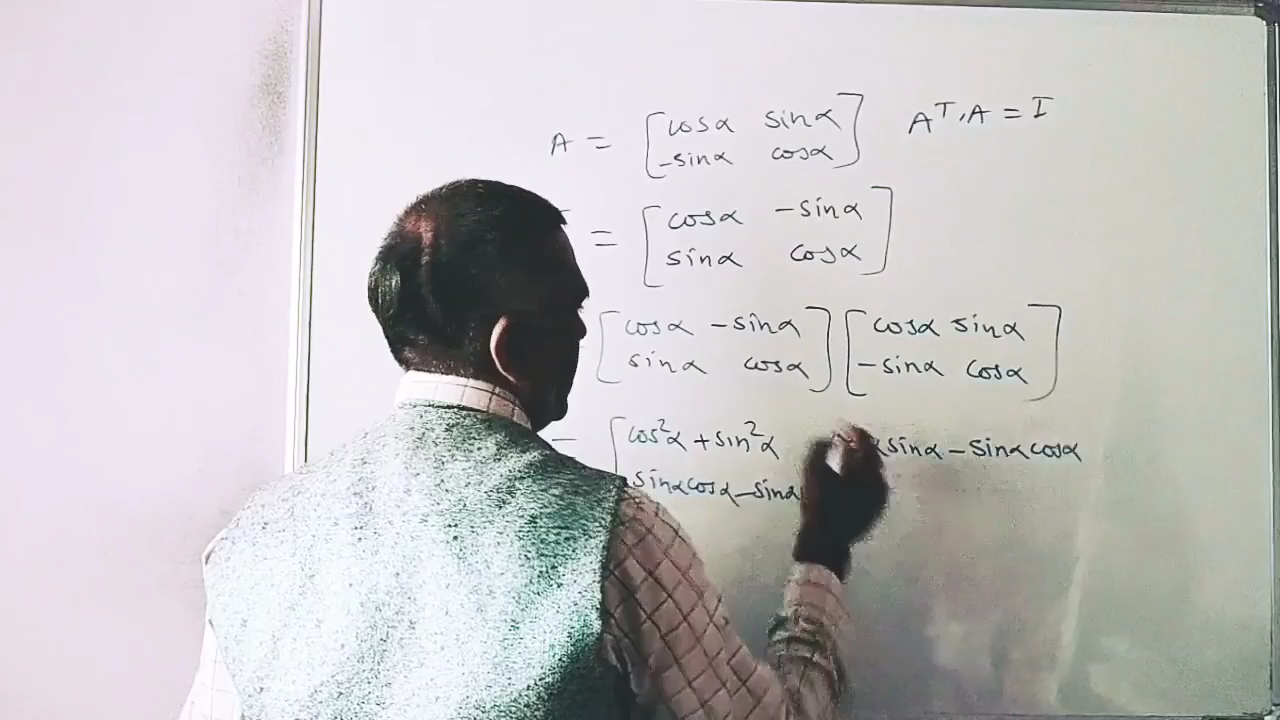 A = [cosα sinα Aᵀ.A = I
-sinα cosα]
= [cosα -sinα
sinα cosα]
[cosα -sinα] [cosα sinα]
sinα cosα -sinα cosα
= [cos²α + sin²α sinα - sinαcosα
sinαcosα - sinα